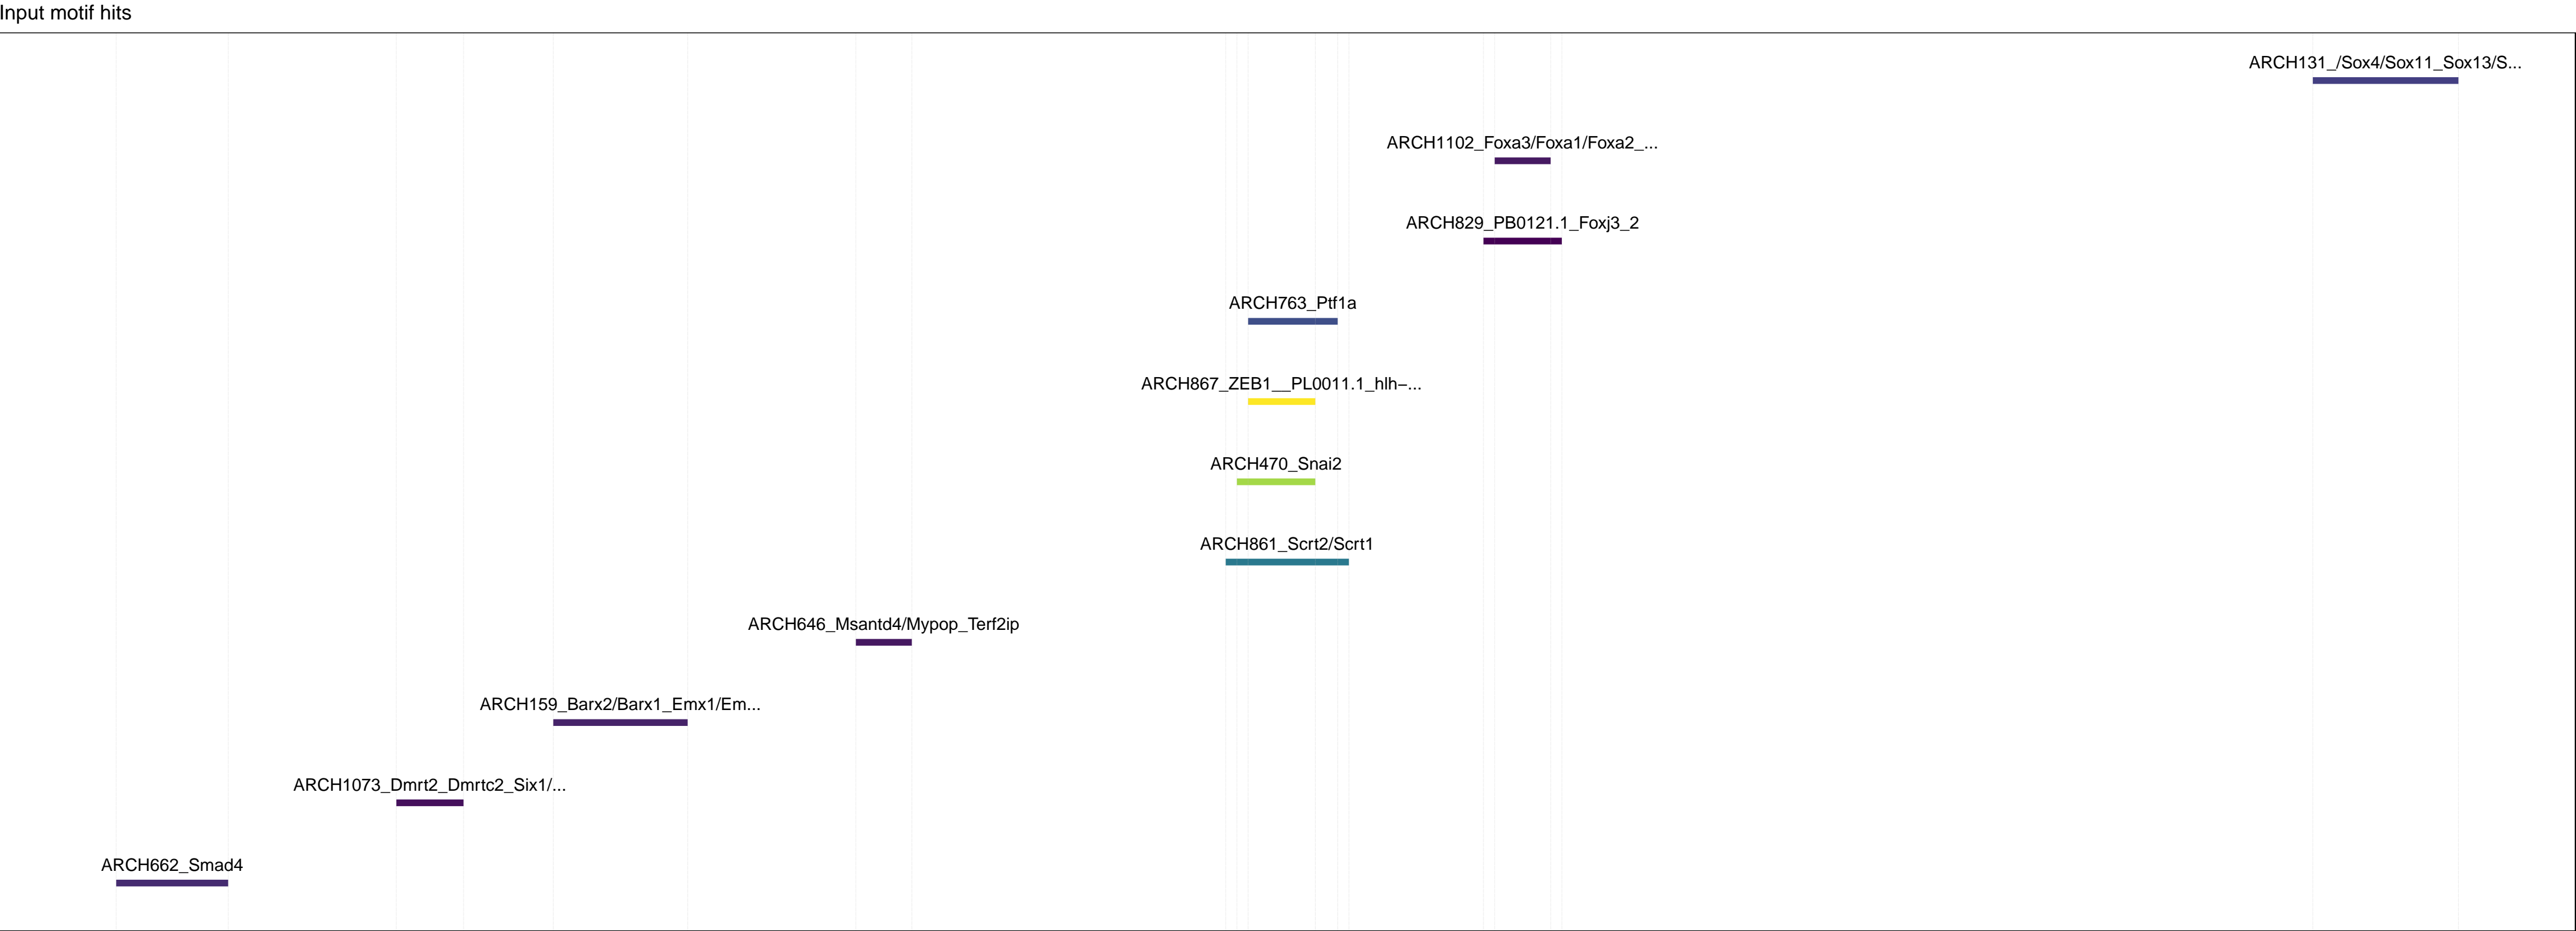 Input motif hits
ARCH131_/Sox4/Sox11_Sox13/S...
ARCH1102_Foxa3/Foxa1/Foxa2_...
ARCH829_PB0121.1_Foxj3_2
ARCH763_Ptf1a
ARCH867_ZEB1__PL0011.1_hlh−...
ARCH470_Snai2
ARCH861_Scrt2/Scrt1
ARCH646_Msantd4/Mypop_Terf2ip
ARCH159_Barx2/Barx1_Emx1/Em...
ARCH1073_Dmrt2_Dmrtc2_Six1/...
ARCH662_Smad4